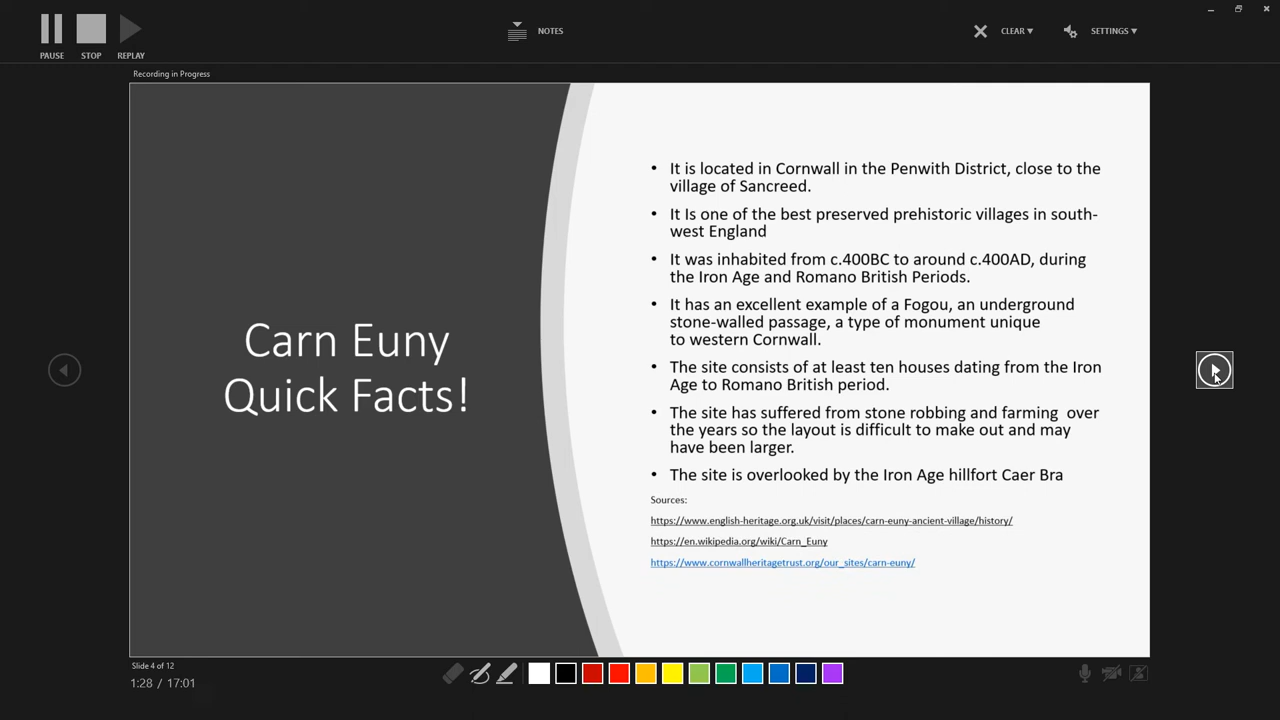 PAUSE STOP REPLAY NOTES CLEAR SETTINGS
Recording in Progress
Carn Euny
Quick Facts!
• It is located in Cornwall in the Penwith District, close to the
village of Sancreed.
• It Is one of the best preserved prehistoric villages in south-
west England
• It was inhabited from c.400BC to around c.400AD, during
the Iron Age and Romano British Periods.
• It has an excellent example of a Fogou, an underground
stone-walled passage, a type of monument unique
to western Cornwall.
• The site consists of at least ten houses dating from the Iron
Age to Romano British period.
• The site has suffered from stone robbing and farming over
the years so the layout is difficult to make out and may
have been larger.
• The site is overlooked by the Iron Age hillfort Caer Bra
Sources:
https://www.english-heritage.org.uk/visit/places/carn-euny-ancient-village/history/
https://en.wikipedia.org/wiki/Carn_Euny
https://www.cornwallheritagetrust.org/our_sites/carn-euny/
Slide 4 of 12
1:28 / 17:01